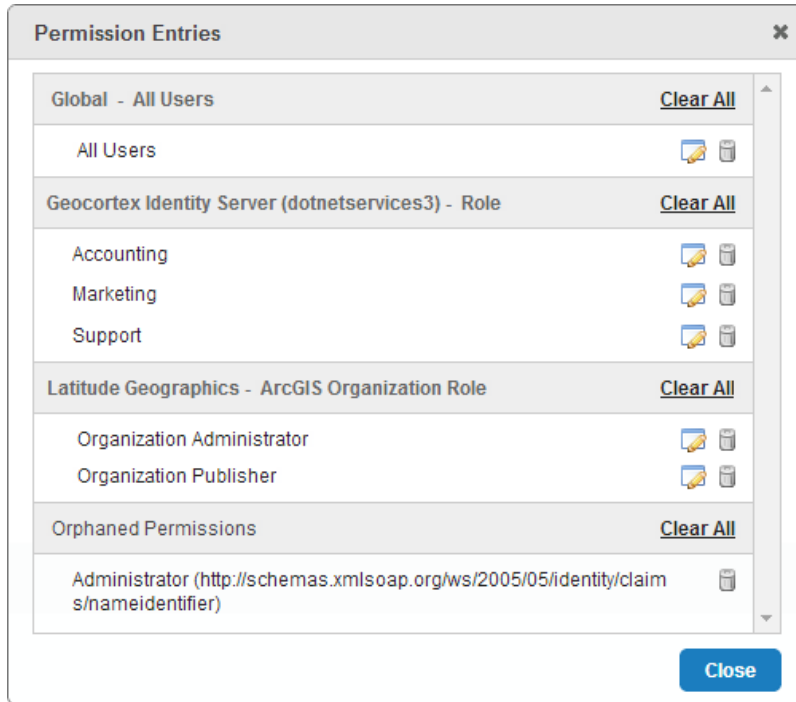 Permission Entries
Global - All Users Clear All
All Users
Geocortex Identity Server (dotnetservices3) - Role Clear All
Accounting
Marketing
Support
Latitude Geographics - ArcGIS Organization Role Clear All
Organization Administrator
Organization Publisher
Orphaned Permissions Clear All
Administrator (http://schemas.xmlsoap.org/ws/2005/05/identity/claim
s/nameidentifier)
Close